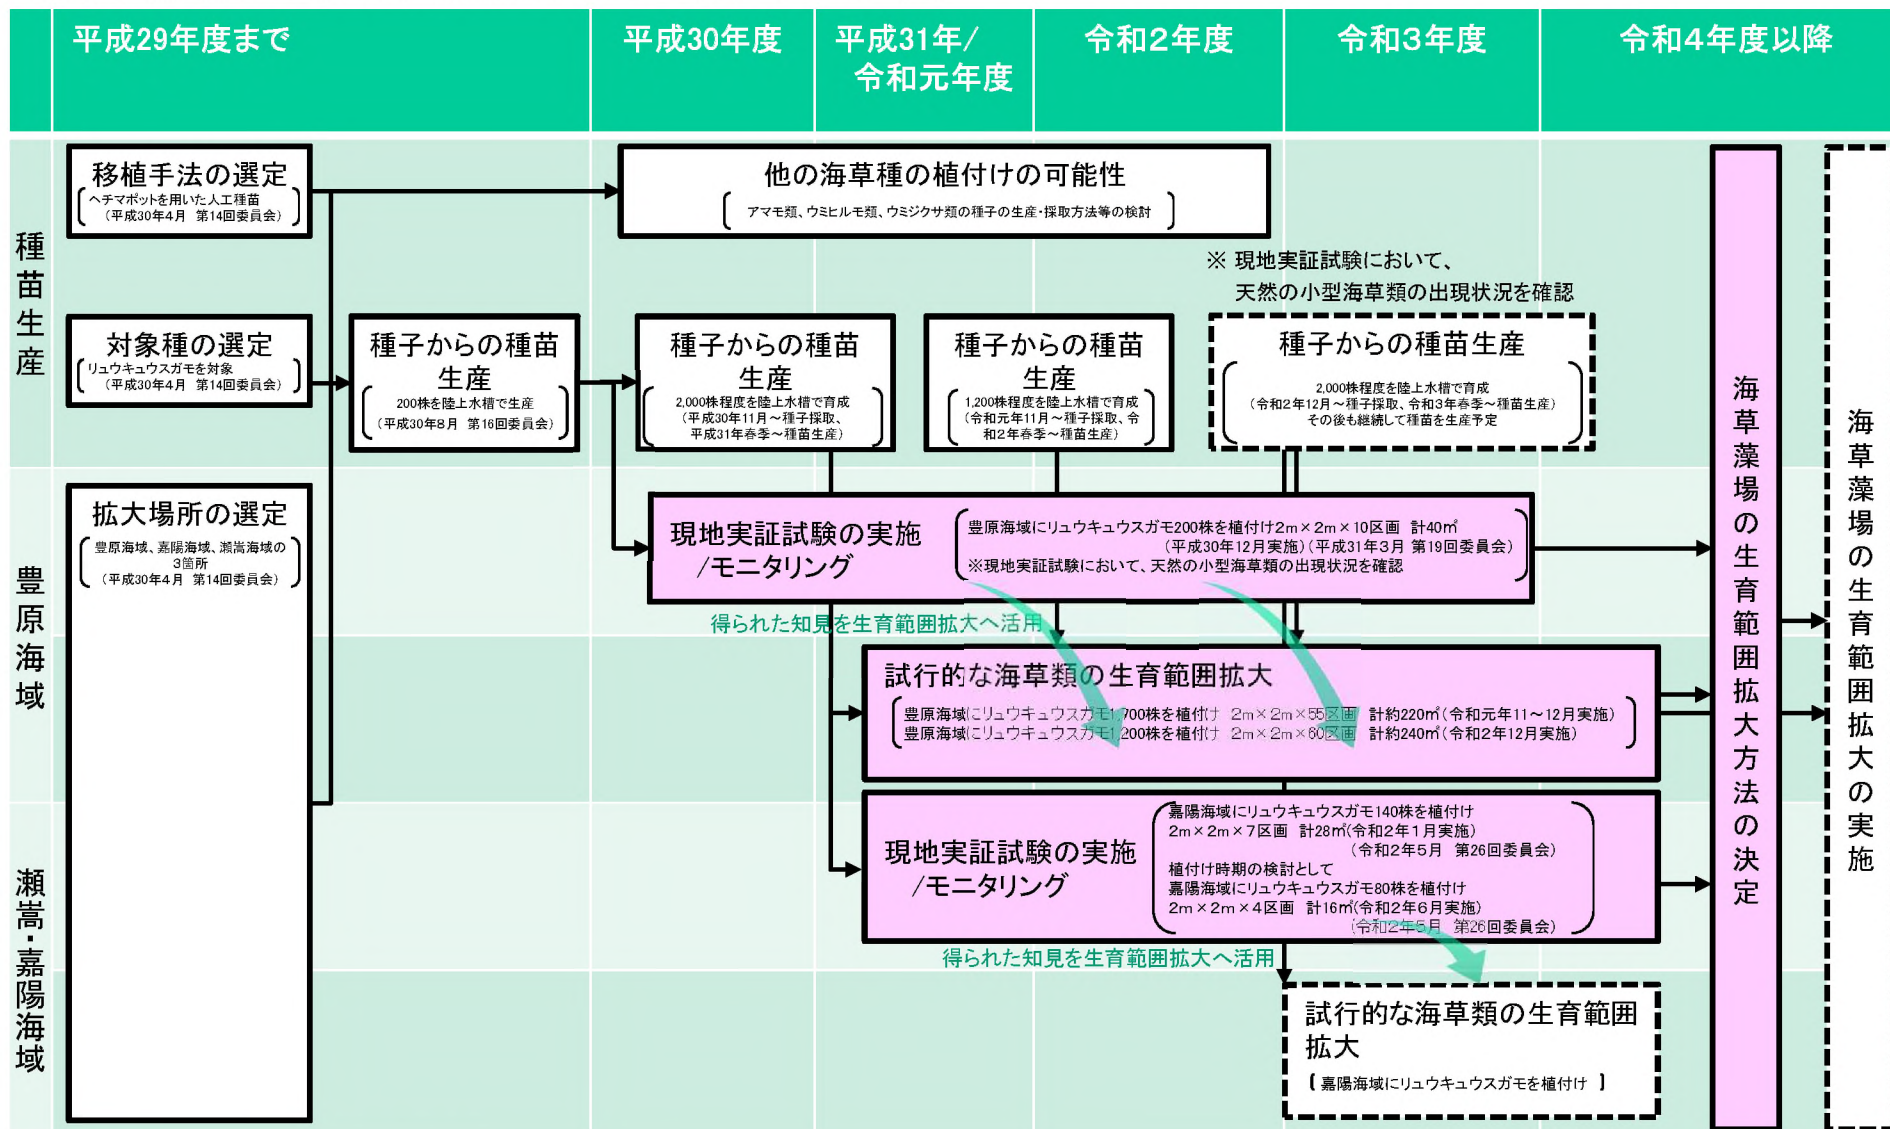 平成29年度まで
平成30年度
平成31年/
令和元年度
令和2年度
令和3年度
令和4年度以降
種苗生産
移植手法の選定
ヘチマポットを用いた人工種苗
(平成30年4月 第14回委員会)
他の海草種の植付けの可能性
アマモ類、ウミヒルモ類、ウミジクサ類の種子の生産・採取方法等の検討
※ 現地実証試験において、
天然の小型海草類の出現状況を確認
対象種の選定
リュウキュウスガモを対象
(平成30年4月 第14回委員会)
種子からの種苗
生産
200株を陸上水槽で生産
(平成30年8月 第16回委員会)
種子からの種苗
生産
2,000株程度を陸上水槽で育成
(平成30年11月~種子採取、
平成31年春季~種苗生産)
種子からの種苗
生産
1,200株程度を陸上水槽で育成
(令和元年11月~種子採取、令
和2年春季~種苗生産)
種子からの種苗生産
2,000株程度を陸上水槽で育成
(令和2年12月~種子採取、令和3年春季~種苗生産)
その後も継続して種苗を生産予定
豊原海域
拡大場所の選定
豊原海域、嘉陽海域、瀬嵩海域の
3箇所
(平成30年4月 第14回委員会)
現地実証試験の実施
/モニタリング
豊原海域にリュウキュウスガモ200株を植付け2m×2m×10区画 計40㎡
(平成30年12月実施)(平成31年3月 第19回委員会)
※現地実証試験において、天然の小型海草類の出現状況を確認
得られた知見を生育範囲拡大へ活用
試行的な海草類の生育範囲拡大
豊原海域にリュウキュウスガモ1,700株を植付け 2m×2m×55区画 計約220㎡(令和元年11~12月実施)
豊原海域にリュウキュウスガモ1,200株を植付け 2m×2m×60区画 計約240㎡(令和2年12月実施)
瀬嵩・嘉陽海域
現地実証試験の実施
/モニタリング
嘉陽海域にリュウキュウスガモ140株を植付け
2m×2m×7区画 計28㎡(令和2年1月実施)
(令和2年5月 第26回委員会)
植付け時期の検討として
嘉陽海域にリュウキュウスガモ80株を植付け
2m×2m×4区画 計16㎡(令和2年6月実施)
(令和2年5月 第26回委員会)
得られた知見を生育範囲拡大へ活用
試行的な海草類の生育範囲
拡大
【 嘉陽海域にリュウキュウスガモを植付け 】
海草藻場の生育範囲拡大方法の決定
海草藻場の生育範囲拡大の実施